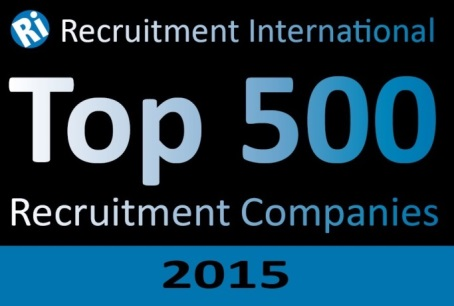 Ri Recruitment International
Top 500
Recruitment Companies
2015